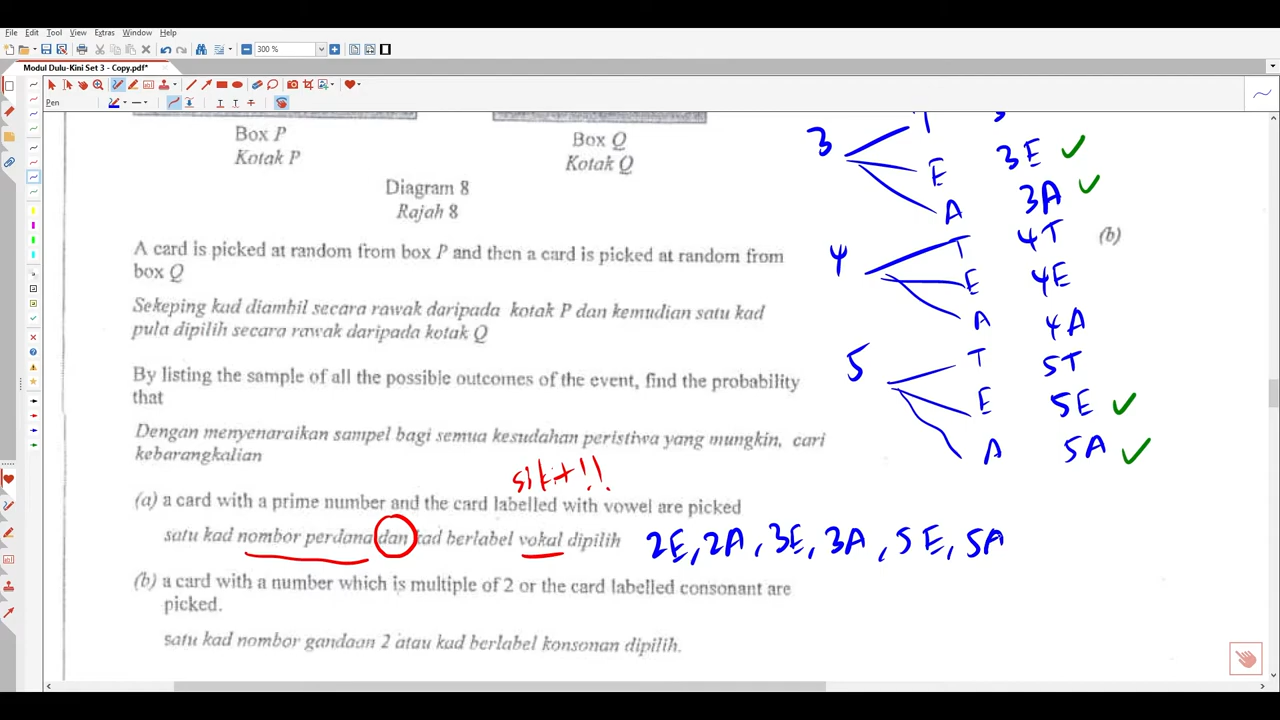 File Edit View Tools Extras Window Help
300 %
Modul Dulu-Kini Set 3 - Copy.pdf*
Pen
Box P
Kotak P
Box Q
Kotak Q
Diagram 8
Rajah 8
A card is picked at random from box P and then a card is picked at random from
box Q
Sekeping kad diambil secara rawak daripada kotak P dan kemudian satu kad
pula dipilih secara rawak daripada kotak Q
By listing the sample of all the possible outcomes of the event, find the probability
that
Dengan menyenaraikan sampel bagi semua kesudahan peristiwa yang mungkin, cari
kebarangkalian
sikit!!
(a) a card with a prime number and the card labelled with vowel are picked
satu kad nombor perdana dan kad berlabel vokal dipilih
2E, 2A, 3E, 3A, 5E, 5A
(b) a card with a number which is multiple of 2 or the card labelled consonant are
picked.
satu kad nombor gandaan 2 atau kad berlabel konsonan dipilih.
3 T
E 3E ✓
A 3A ✓
(b)
4 T 4T
E 4E
A 4A
5 T 5T
E 5E ✓
A 5A ✓